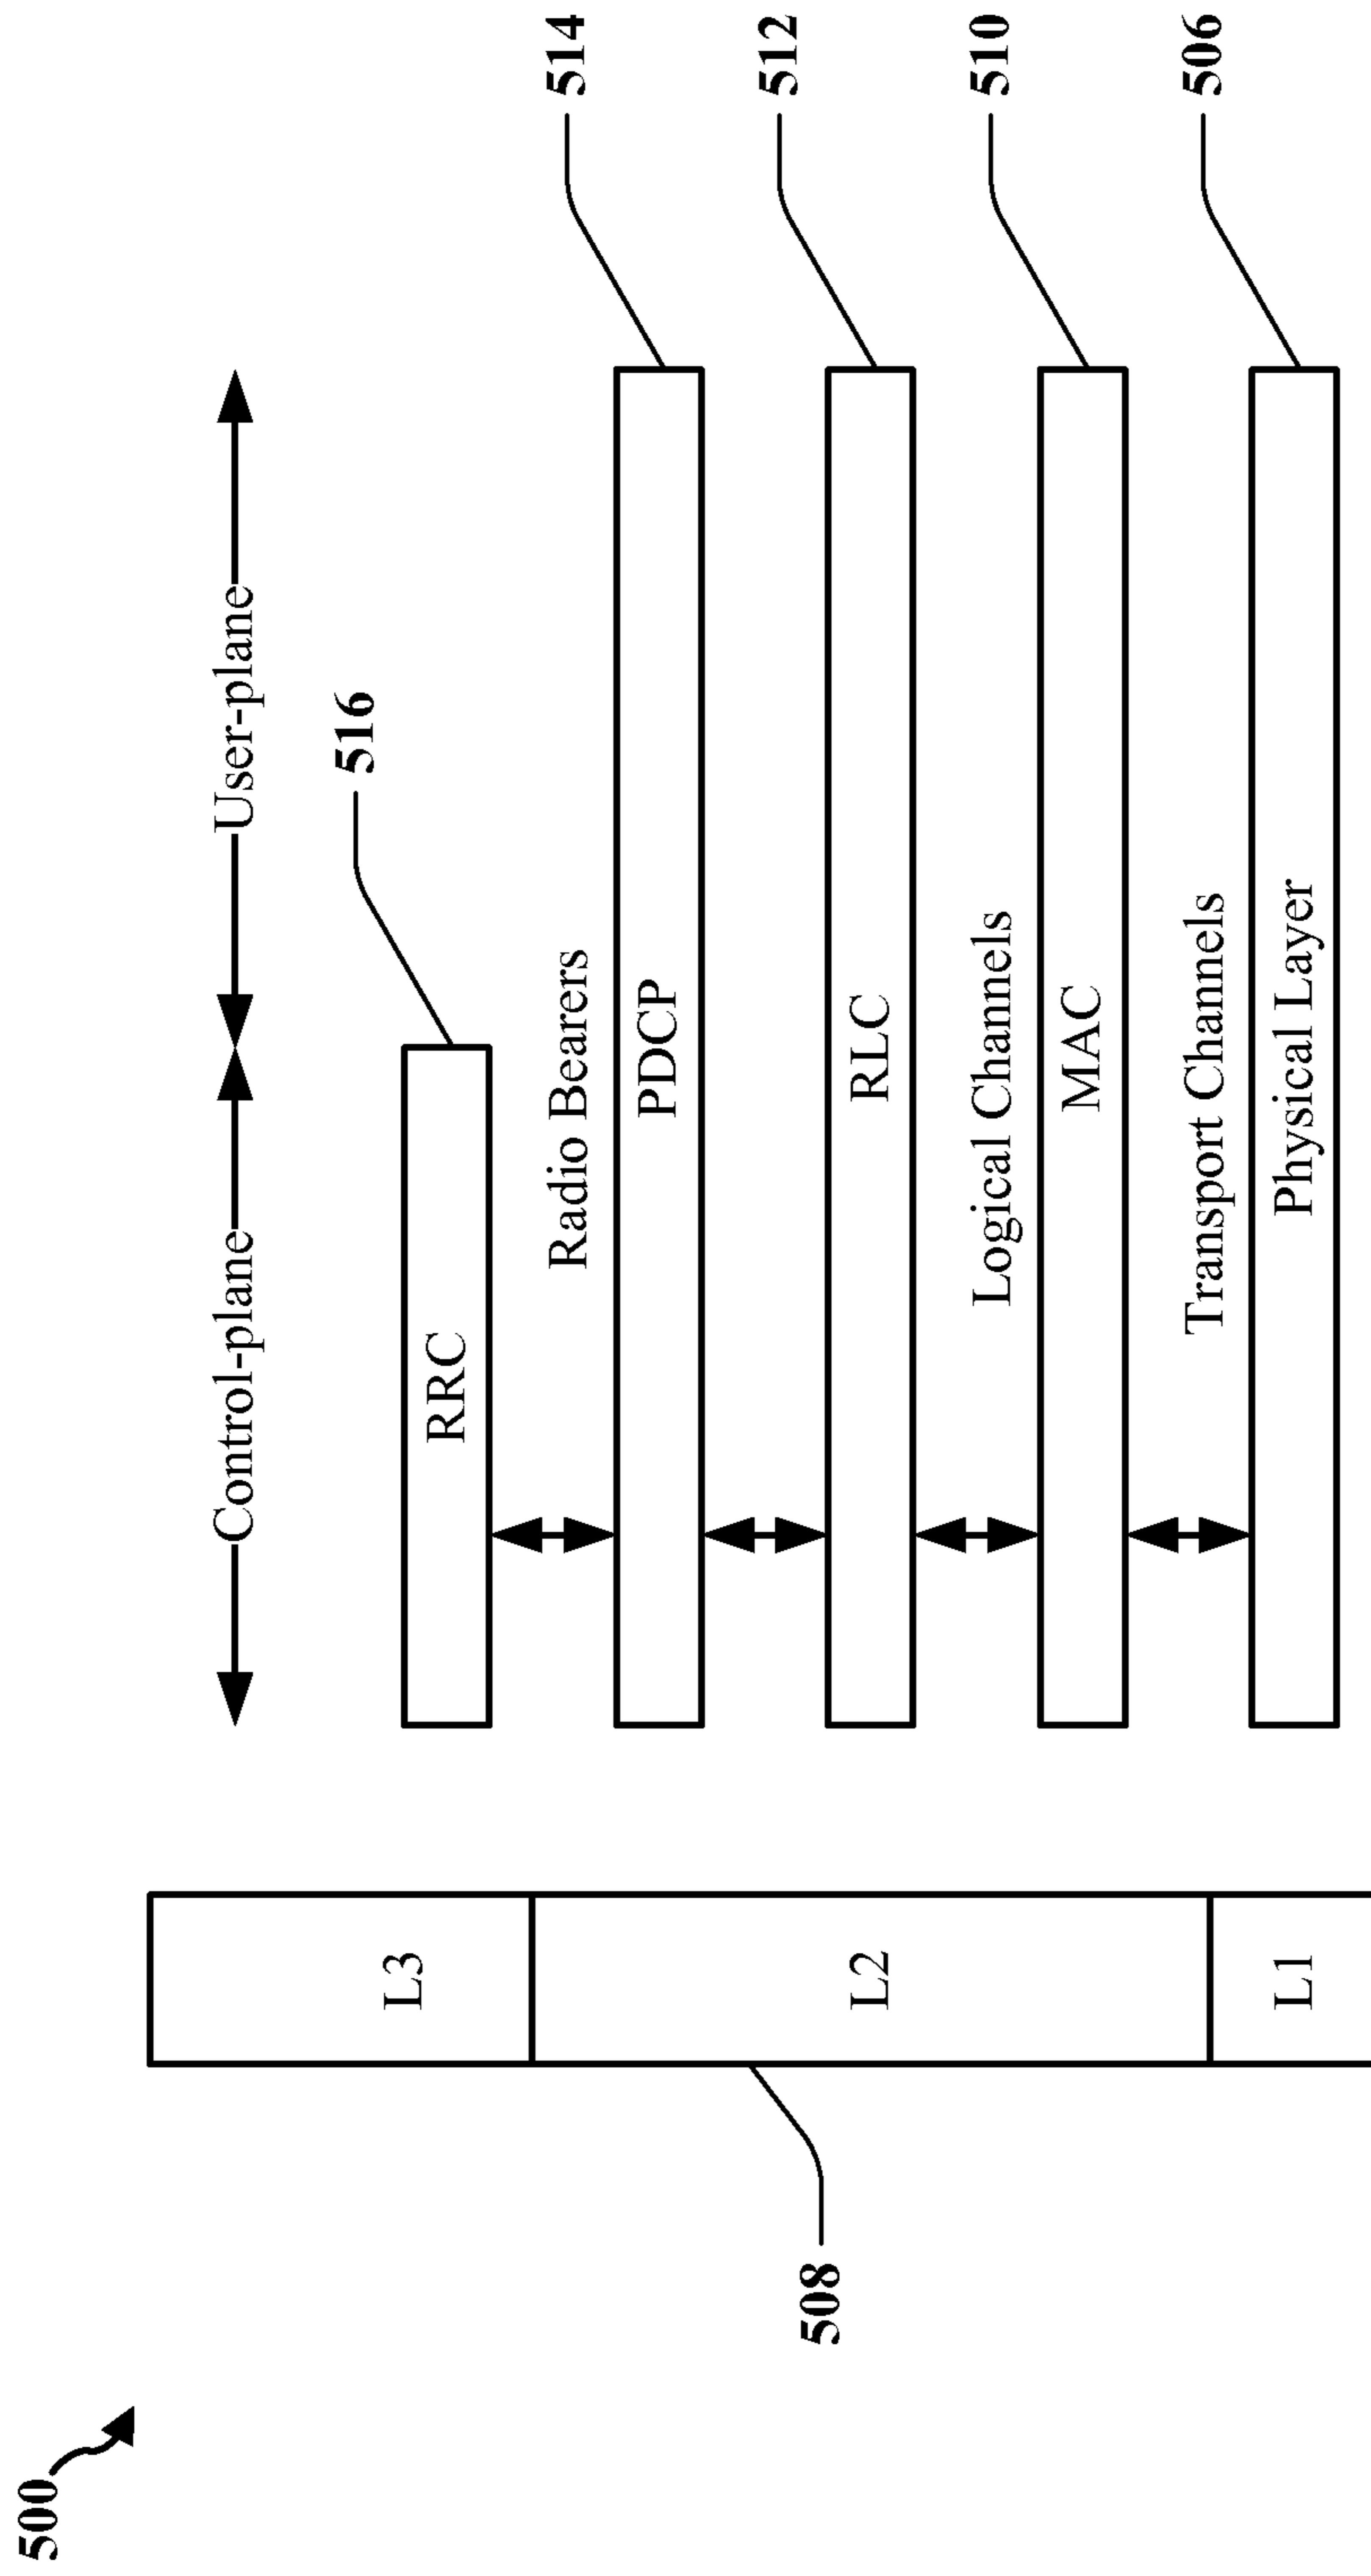 500
Control-plane
User-plane
516
RRC
L3
Radio Bearers
514
PDCP
508
L2
512
RLC
Logical Channels
510
MAC
Transport Channels
506
L1
Physical Layer